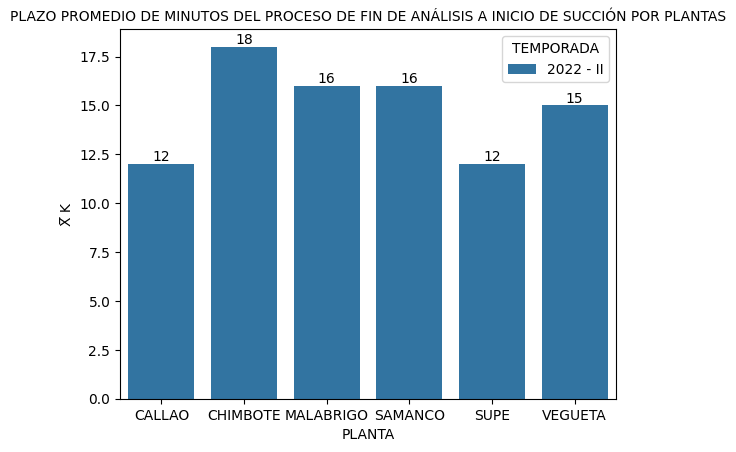 PLAZO PROMEDIO DE MINUTOS DEL PROCESO DE FIN DE ANÁLISIS A INICIO DE SUCCIÓN POR PLANTAS
TEMPORADA
2022 - II
17.5
15.0
12.5
10.0
7.5
5.0
2.5
0.0
X̄ K
12
18
16
16
12
15
CALLAO CHIMBOTE MALABRIGO SAMANCO SUPE VEGUETA
PLANTA